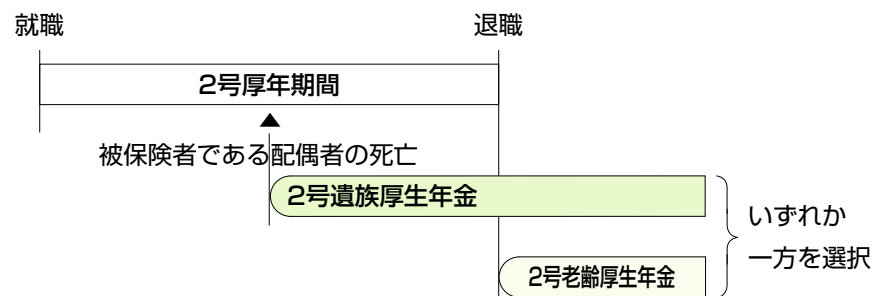 就職
退職
2号厚年期間
被保険者である配偶者の死亡
2号遺族厚生年金
いずれか
一方を選択
2号老齢厚生年金